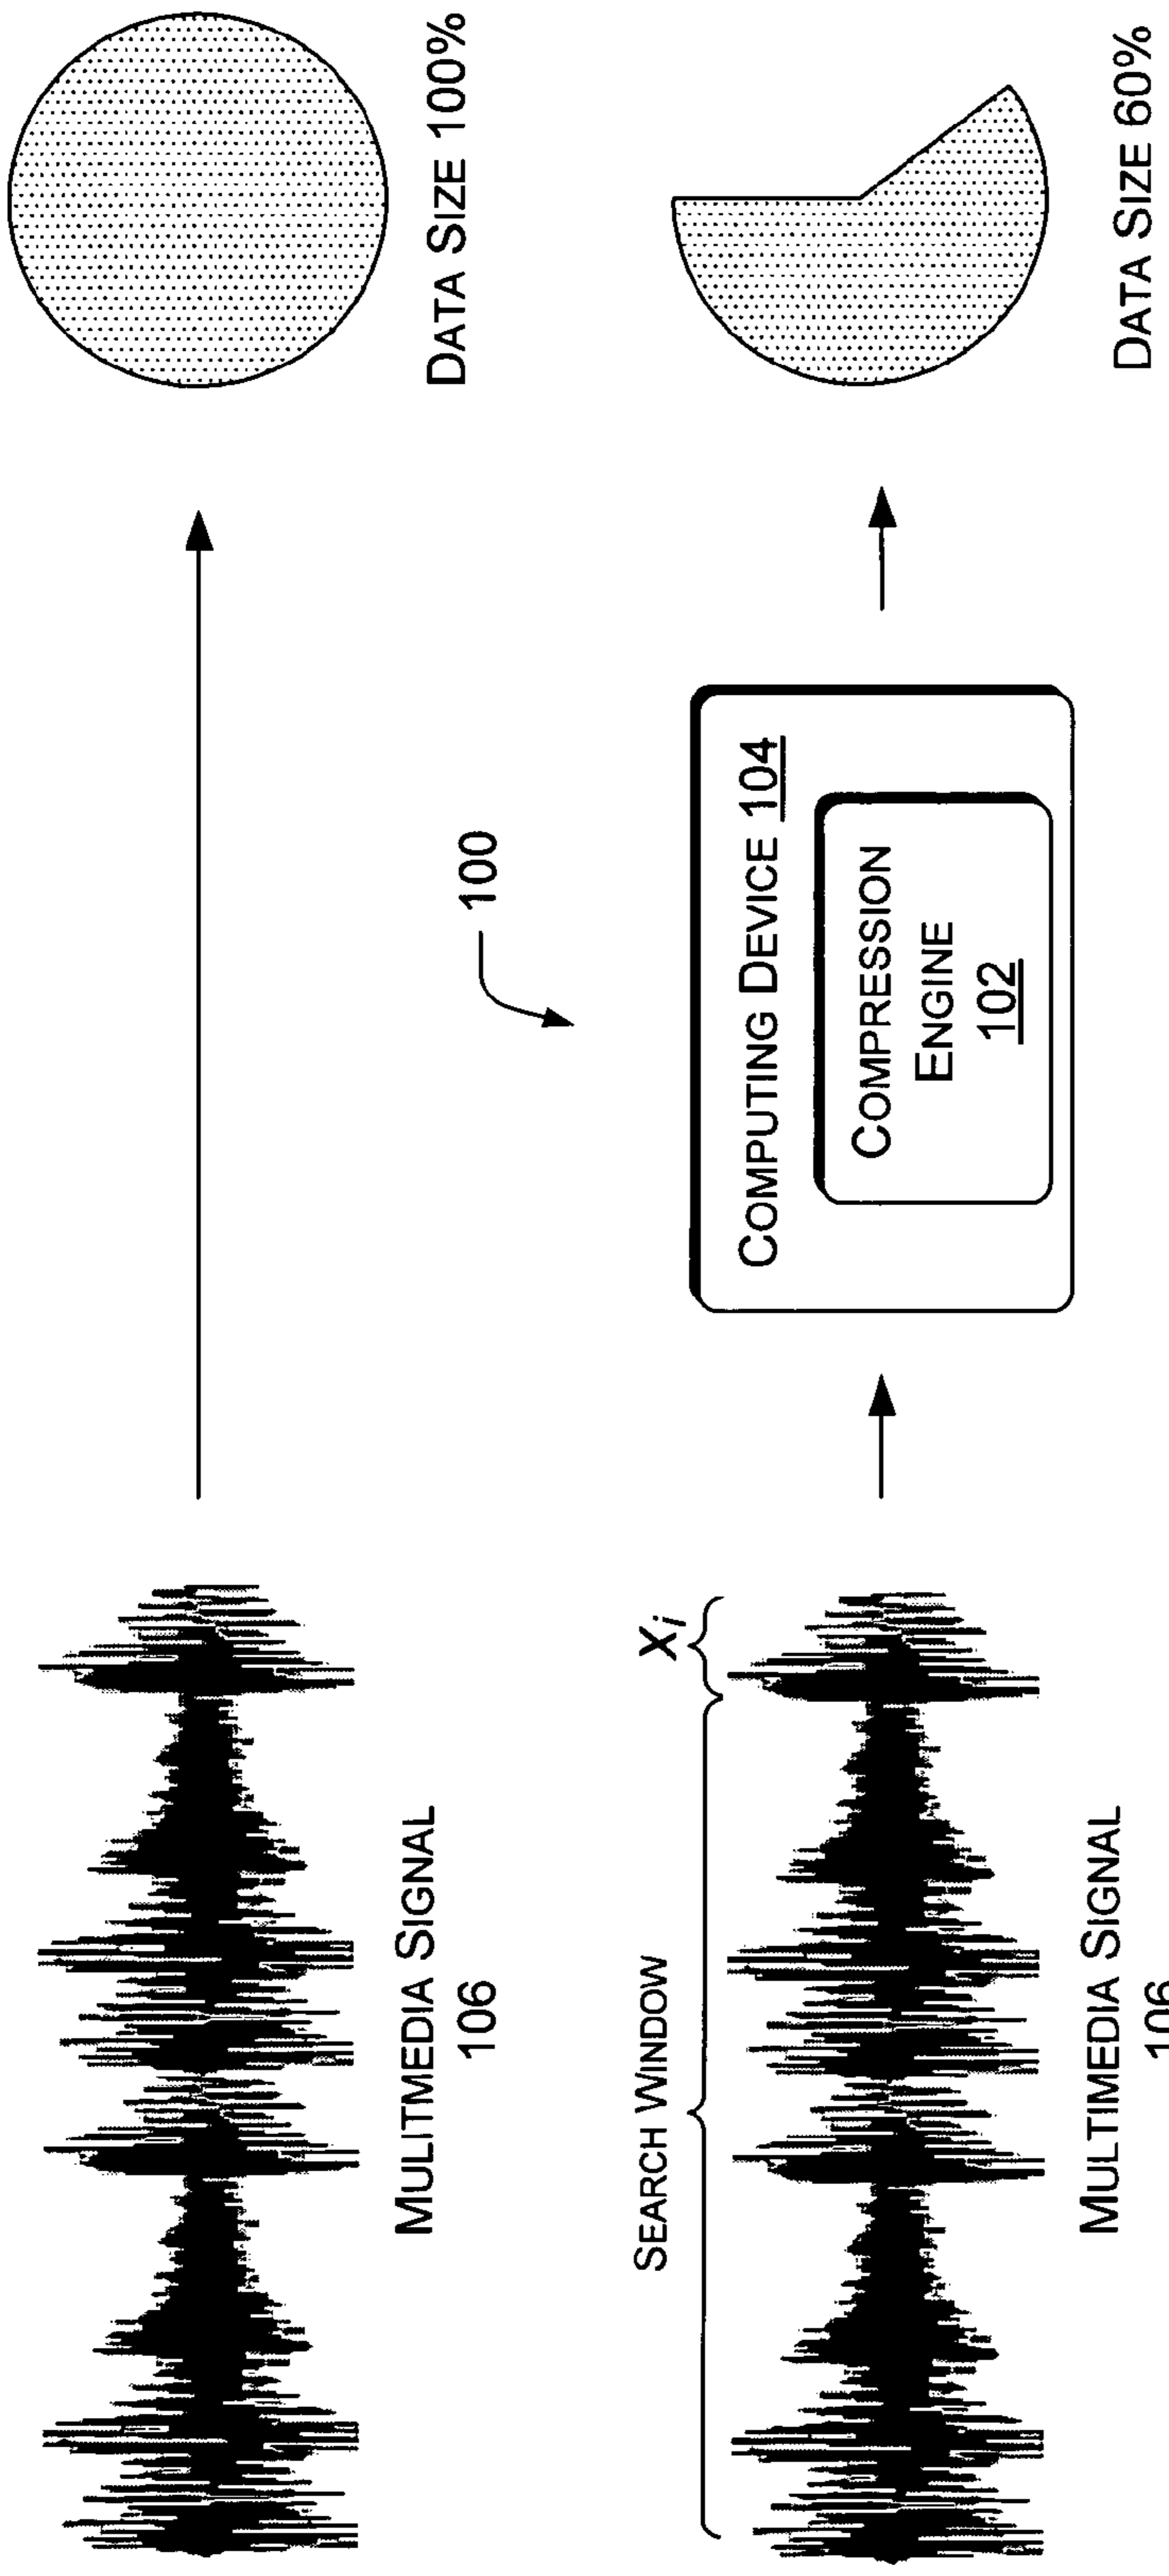 MULITMEDIA SIGNAL
106
DATA SIZE 100%
100
SEARCH WINDOW
xi
MULTIMEDIA SIGNAL
106
COMPUTING DEVICE 104
COMPRESSION
ENGINE
102
DATA SIZE 60%